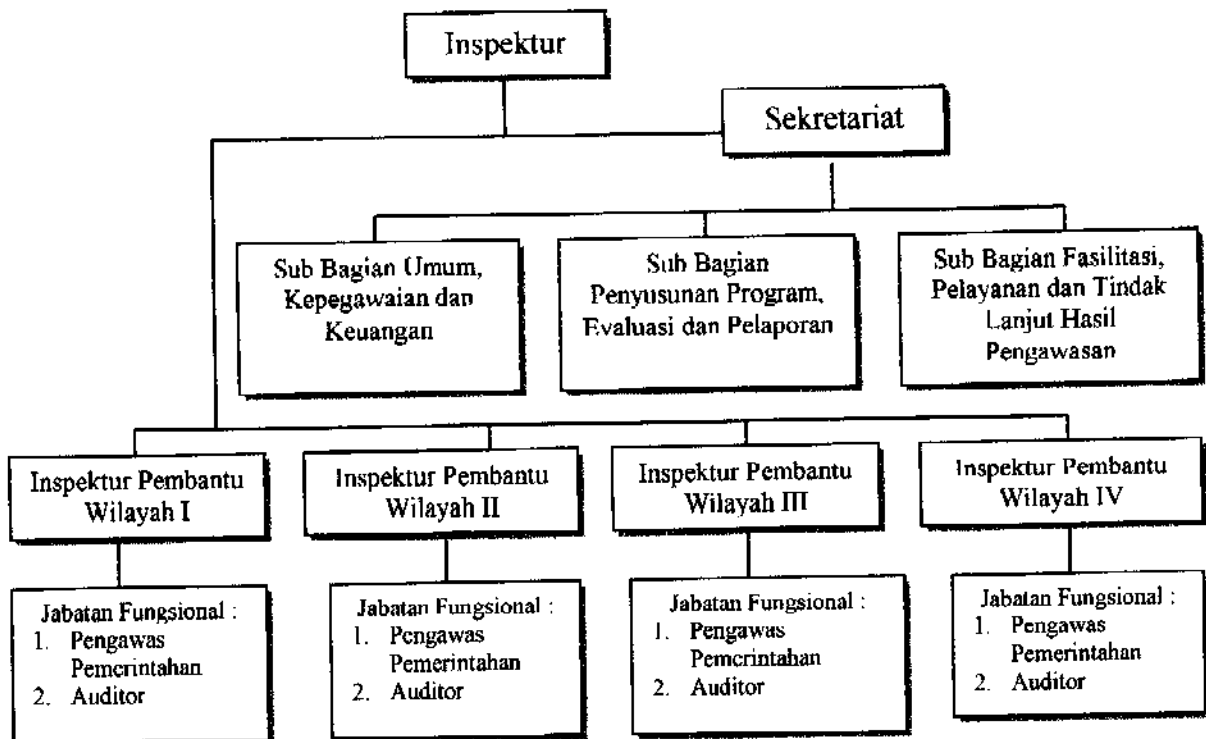 Inspektur
Sekretariat
Sub Bagian Umum,
Kepegawaian dan
Keuangan
Sub Bagian
Penyusunan Program,
Evaluasi dan Pelaporan
Sub Bagian Fasilitasi,
Pelayanan dan Tindak
Lanjut Hasil
Pengawasan
Inspektur Pembantu
Wilayah I
Inspektur Pembantu
Wilayah II
Inspektur Pembantu
Wilayah III
Inspektur Pembantu
Wilayah IV
Jabatan Fungsional :
1. Pengawas
Pemerintahan
2. Auditor
Jabatan Fungsional :
1. Pengawas
Pemerintahan
2. Auditor
Jabatan Fungsional :
1. Pengawas
Pemerintahan
2. Auditor
Jabatan Fungsional :
1. Pengawas
Pemerintahan
2. Auditor